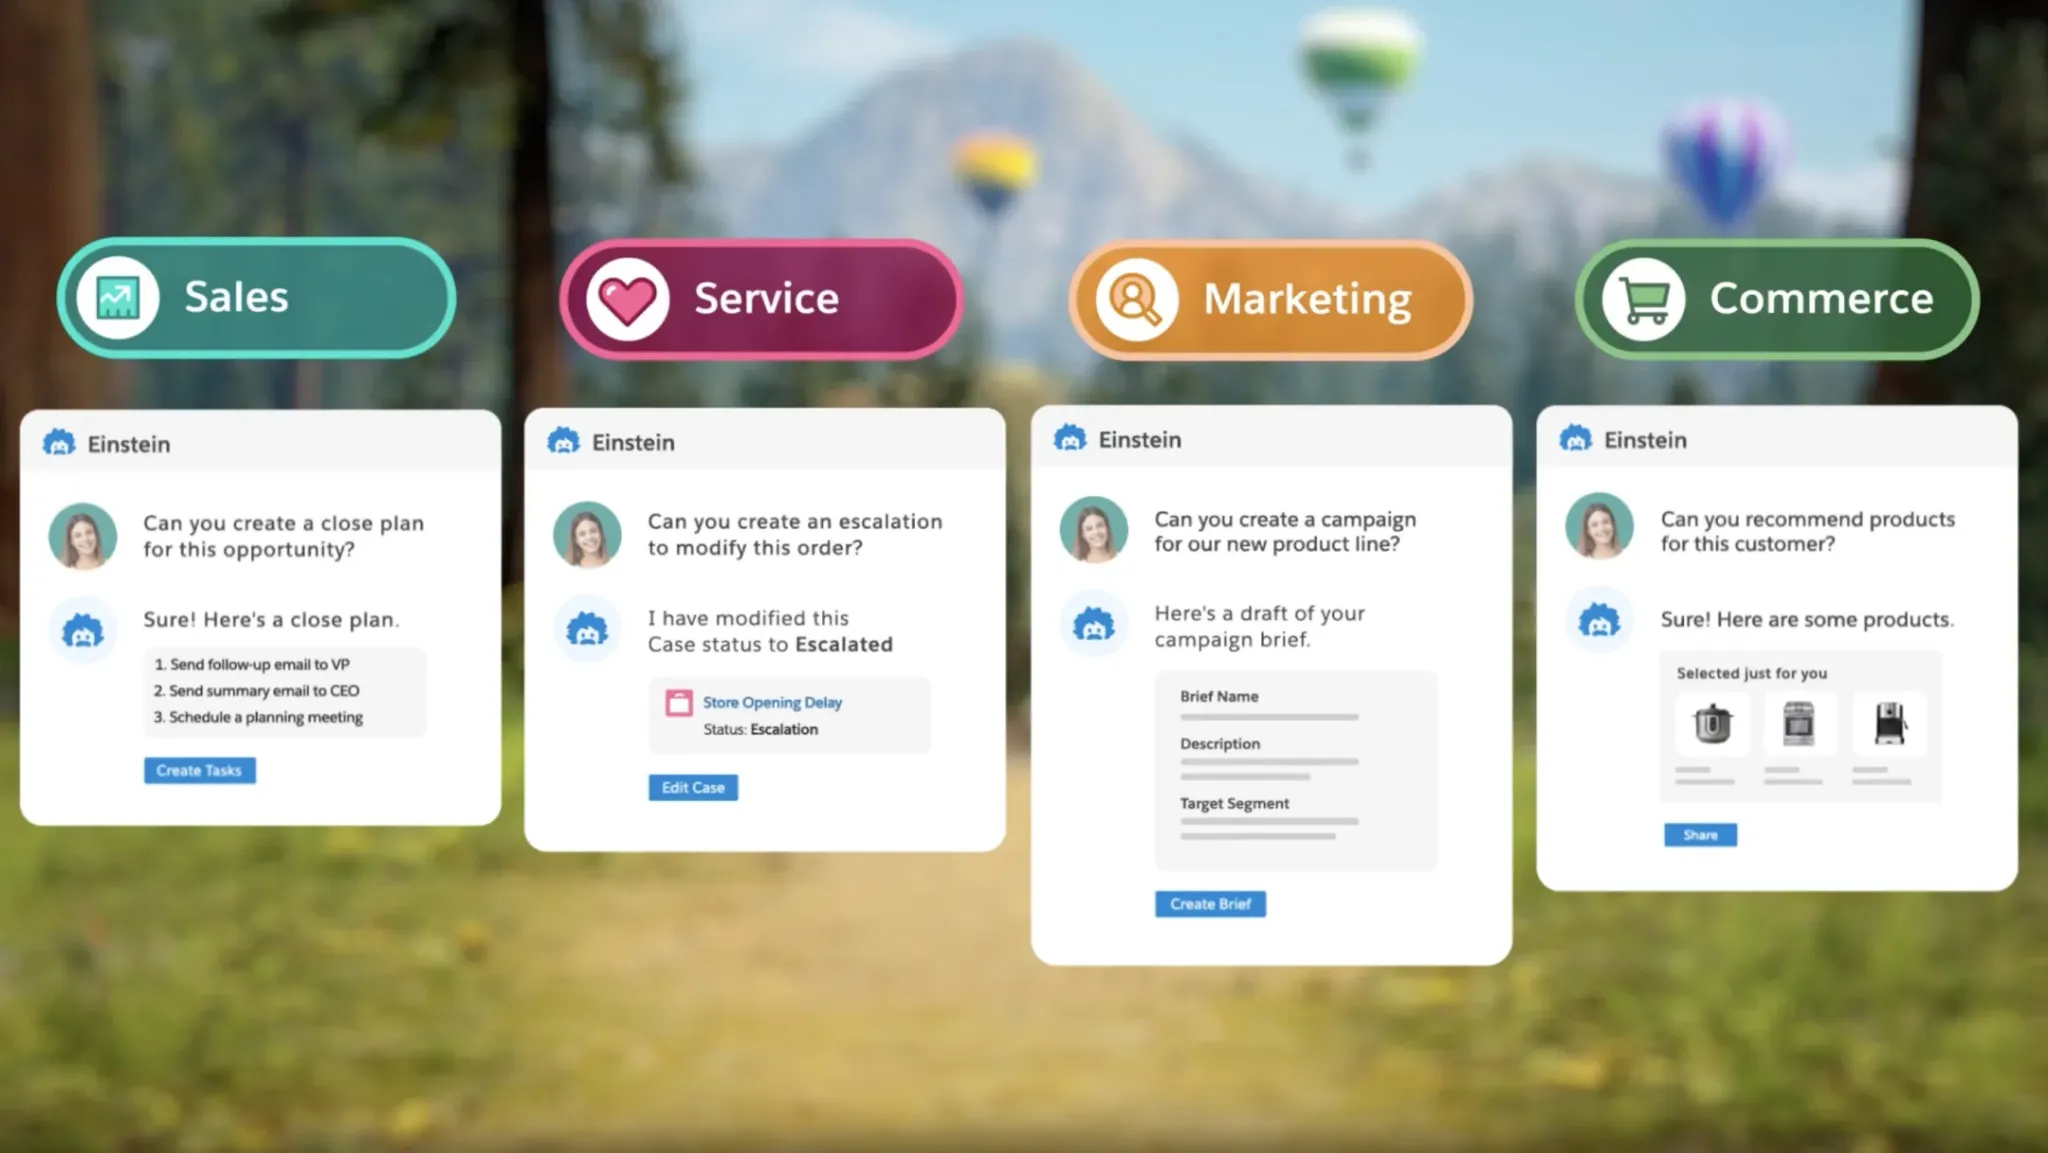 Sales
Einstein
Can you create a close plan
for this opportunity?
Sure! Here's a close plan.
1. Send follow-up email to VP
2. Send summary email to CEO
3. Schedule a planning meeting
Create Tasks
Service
Einstein
Can you create an escalation
to modify this order?
I have modified this
Case status to Escalated
Store Opening Delay
Status: Escalation
Edit Case
Marketing
Einstein
Can you create a campaign
for our new product line?
Here's a draft of your
campaign brief.
Brief Name
Description
Target Segment
Create Brief
Commerce
Einstein
Can you recommend products
for this customer?
Sure! Here are some products.
Selected just for you
Share